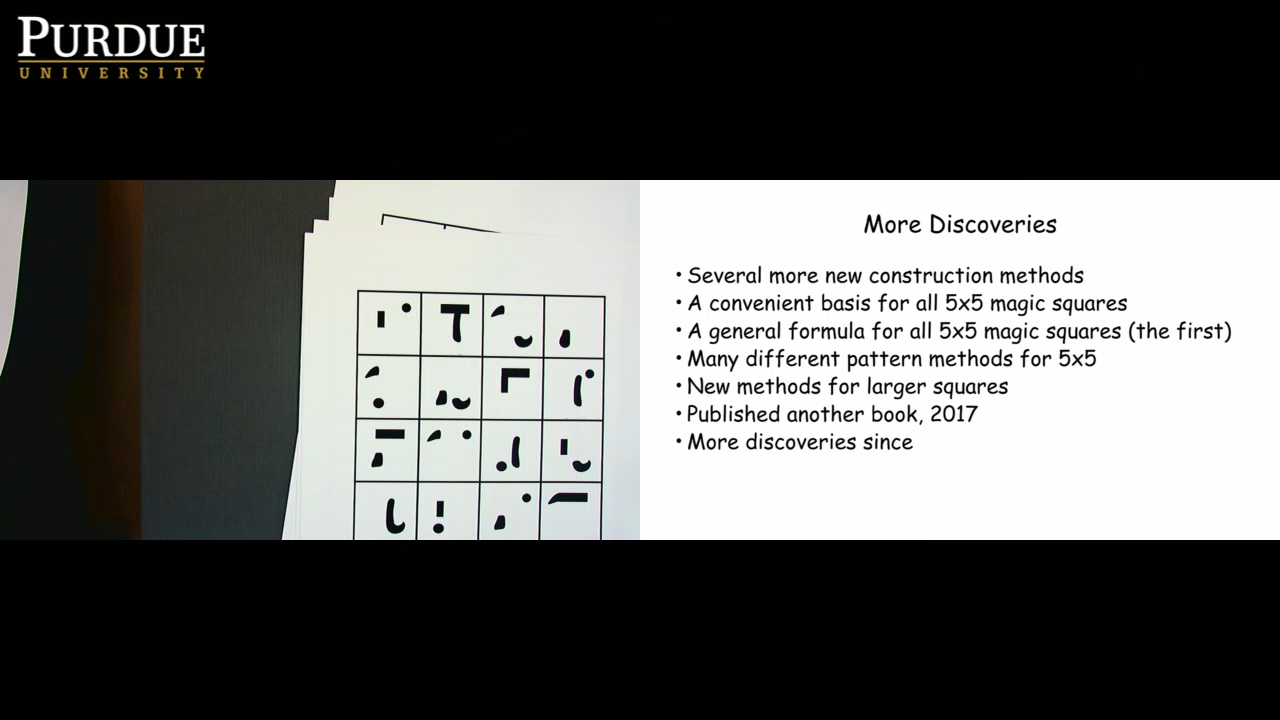 PURDUE
UNIVERSITY
More Discoveries
• Several more new construction methods
• A convenient basis for all 5x5 magic squares
• A general formula for all 5x5 magic squares (the first)
• Many different pattern methods for 5x5
• New methods for larger squares
• Published another book, 2017
• More discoveries since